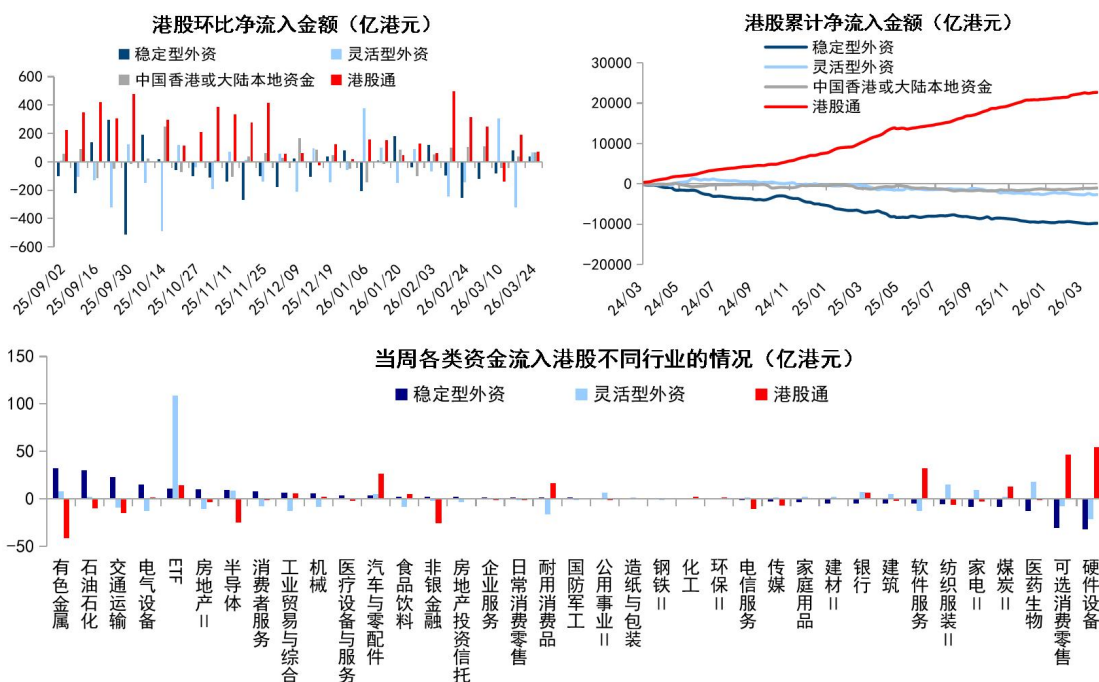 港股环比净流入金额（亿港元）
稳定型外资
灵活型外资
中国香港或大陆本地资金
港股通
600
400
200
0
−200
−400
−600
25/09/02
25/09/16
25/09/30
25/10/14
25/10/27
25/11/11
25/11/25
25/12/09
25/12/19
26/01/06
26/01/20
26/02/03
26/02/24
26/03/10
26/03/24
港股累计净流入金额（亿港元）
稳定型外资
灵活型外资
中国香港或大陆本地资金
港股通
30000
20000
10000
0
−10000
−20000
24/03
24/05
24/07
24/09
24/11
25/01
25/03
25/05
25/07
25/09
25/11
26/01
26/03
当周各类资金流入港股不同行业的情况（亿港元）
稳定型外资
灵活型外资
港股通
150
100
50
0
−50
有色金属
石油石化
交通运输
电气设备
ETF
房地产Ⅱ
半导体
消费者服务
工业贸易与综合
机械
医疗设备与服务
汽车与零配件
食品饮料
非银金融
房地产投资信托
企业服务
日常消费零售
耐用消费品
国防军工
公用事业Ⅱ
造纸与包装
钢铁Ⅱ
化工
环保Ⅱ
电信服务
传媒
家庭用品
建材Ⅱ
银行
建筑
软件服务
纺织服装Ⅱ
家电Ⅱ
煤炭Ⅱ
医药生物
可选消费零售
硬件设备